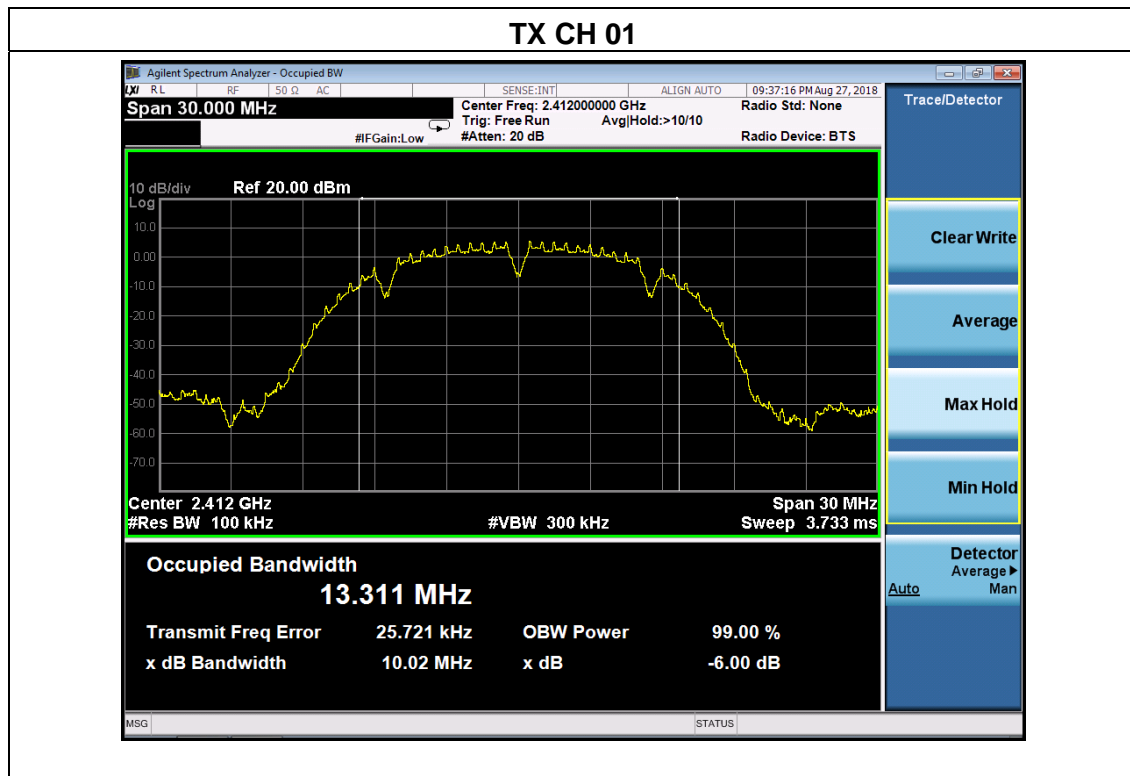 TX CH 01
Agilent Spectrum Analyzer - Occupied BW
LXI RL RF 50 Ω AC SENSE:INT ALIGN AUTO 09:37:16 PM Aug 27, 2018
Span 30.000 MHz
Center Freq: 2.412000000 GHz Radio Std: None
Trig: Free Run Avg|Hold:>10/10
#IFGain:Low #Atten: 20 dB Radio Device: BTS
10 dB/div Ref 20.00 dBm
Log
10.0
0.00
-10.0
-20.0
-30.0
-40.0
-50.0
-60.0
-70.0
Center 2.412 GHz Span 30 MHz
#Res BW 100 kHz #VBW 300 kHz Sweep 3.733 ms
Occupied Bandwidth
13.311 MHz
Transmit Freq Error 25.721 kHz OBW Power 99.00 %
x dB Bandwidth 10.02 MHz x dB -6.00 dB
MSG STATUS
Trace/Detector
Clear Write
Average
Max Hold
Min Hold
Detector
Average
Auto Man